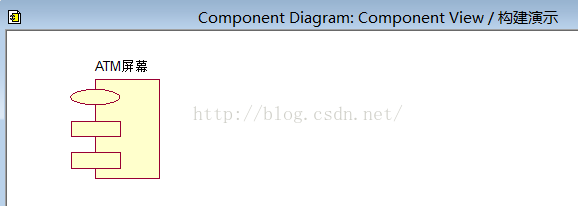 Component Diagram: Component View / 构建演示
ATM屏幕
http://blog.csdn.net/